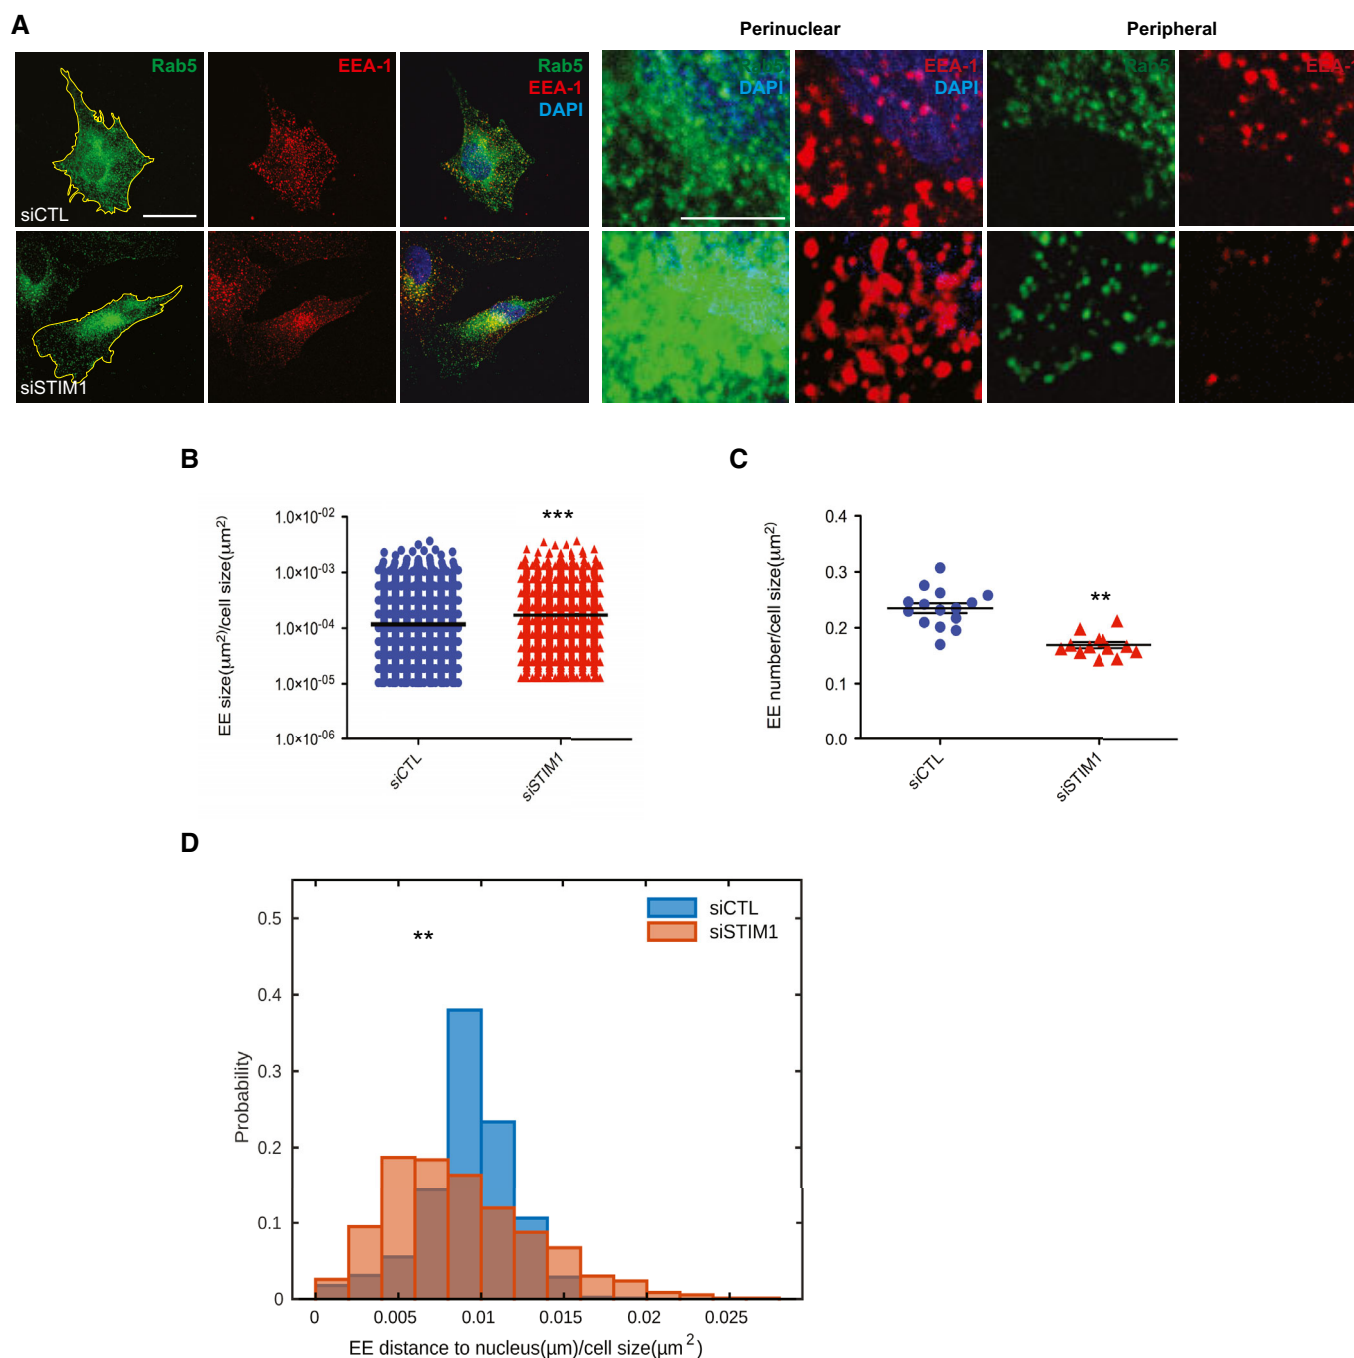 A
Perinuclear
Peripheral
Rab5
EEA-1
Rab5
EEA-1
DAPI
Rab5
DAPI
EEA-1
DAPI
Rab5
EEA-1
siCTL
siSTIM1
B
EE size(µm²)/cell size(µm²)
1.0×10⁻⁰²
1.0×10⁻⁰³
1.0×10⁻⁰⁴
1.0×10⁻⁰⁵
1.0×10⁻⁰⁶
***
siCTL
siSTIM1
C
EE number/cell size(µm²)
0.4
0.3
0.2
0.1
0.0
**
siCTL
siSTIM1
D
Probability
0.5
0.4
0.3
0.2
0.1
0
**
siCTL
siSTIM1
0 0.005 0.01 0.015 0.02 0.025
EE distance to nucleus(µm)/cell size(µm²)